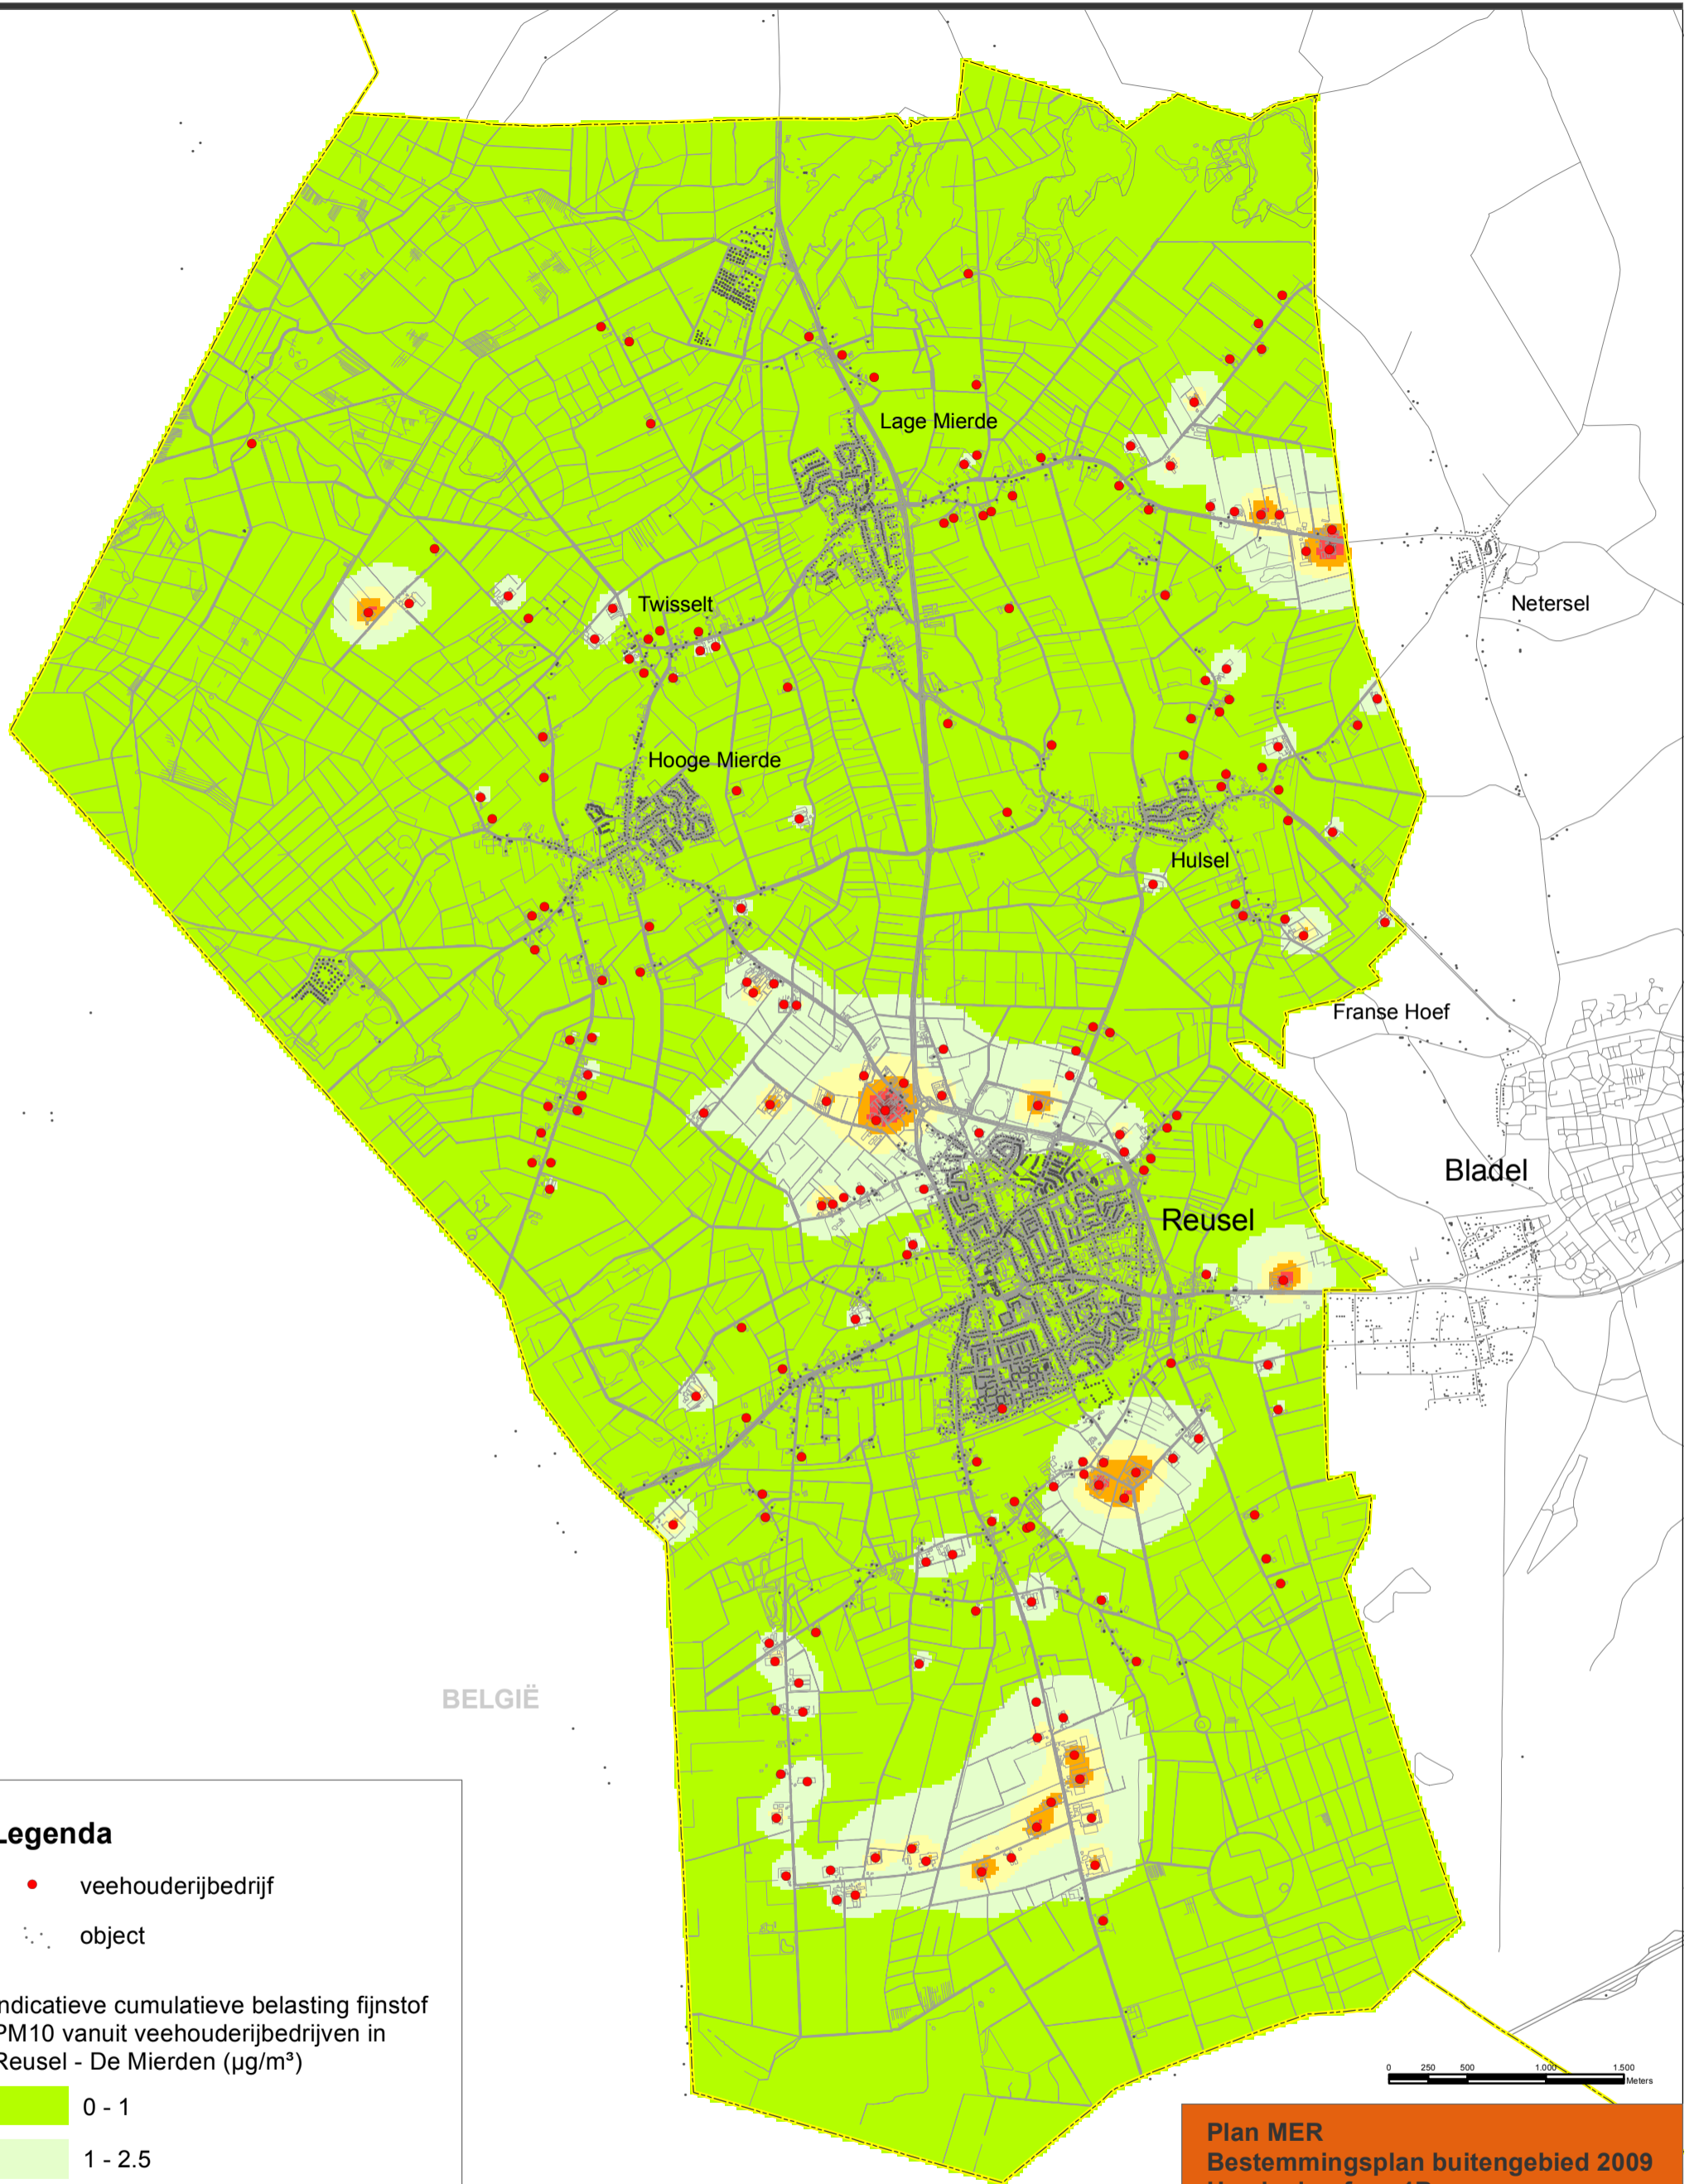 Lage Mierde
Twisselt
Netersel
Hooge Mierde
Hulsel
Franse Hoef
Bladel
Reusel
BELGIË
Legenda
veehouderijbedrijf
object
ndicatieve cumulatieve belasting fijnstof
PM10 vanuit veehouderijbedrijven in
Reusel - De Mierden (µg/m³)
0 - 1
1 - 2.5
0 250 500 1.000 1.500
Meters
Plan MER
Bestemmingsplan buitengebied 2009